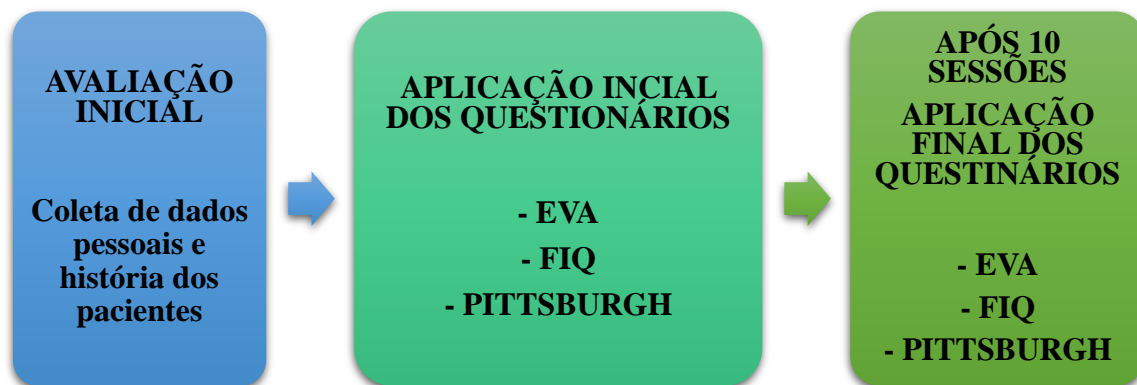 AVALIAÇÃO
INICIAL
Coleta de dados
pessoais e
história dos
pacientes
APLICAÇÃO INCIAL
DOS QUESTIONÁRIOS
- EVA
- FIQ
- PITTSBURGH
APÓS 10
SESSÕES
APLICAÇÃO
FINAL DOS
QUESTINÁRIOS
- EVA
- FIQ
- PITTSBURGH